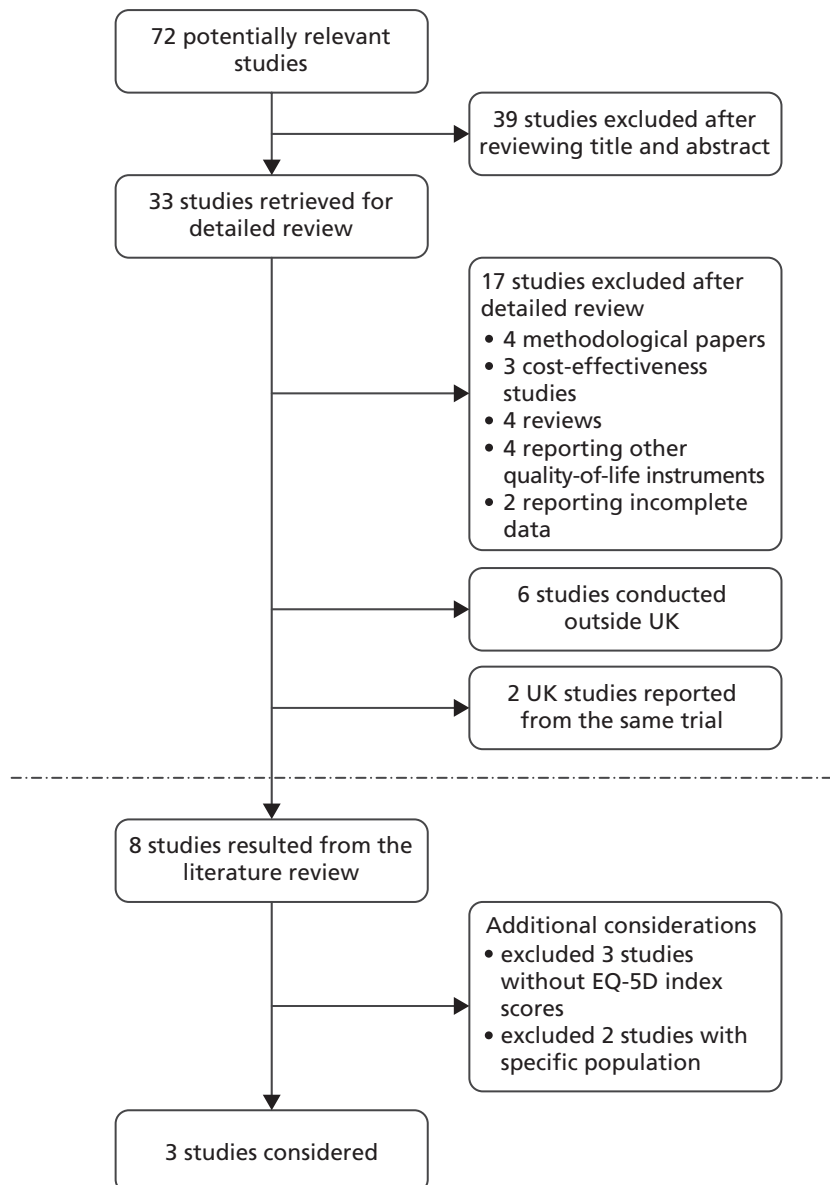 72 potentially relevant
studies
39 studies excluded after
reviewing title and abstract
33 studies retrieved for
detailed review
17 studies excluded after
detailed review
• 4 methodological papers
• 3 cost-effectiveness
studies
• 4 reviews
• 4 reporting other
quality-of-life instruments
• 2 reporting incomplete
data
6 studies conducted
outside UK
2 UK studies reported
from the same trial
8 studies resulted from the
literature review
Additional considerations
• excluded 3 studies
without EQ-5D index
scores
• excluded 2 studies with
specific population
3 studies considered